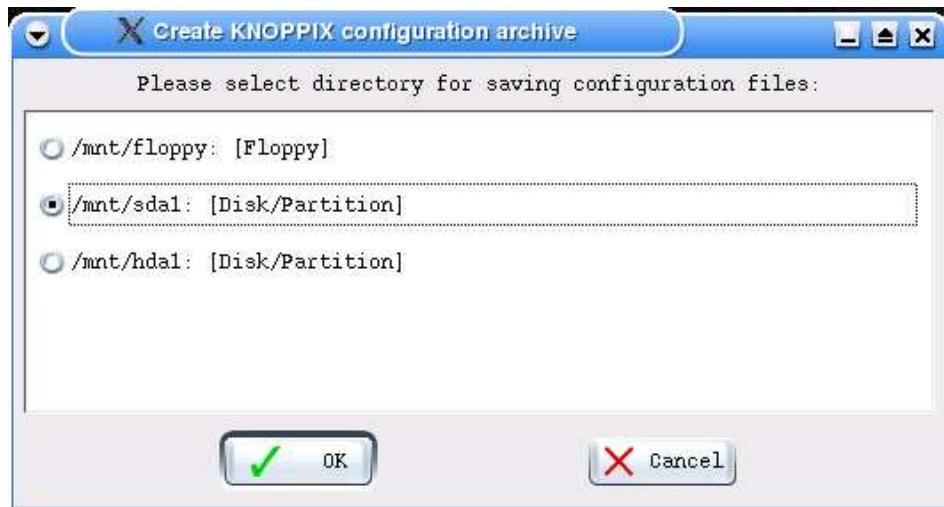 Create KNOPPIX configuration archive
Please select directory for saving configuration files:
/mnt/floppy: [Floppy]
/mnt/sda1: [Disk/Partition]
/mnt/hda1: [Disk/Partition]
OK
Cancel